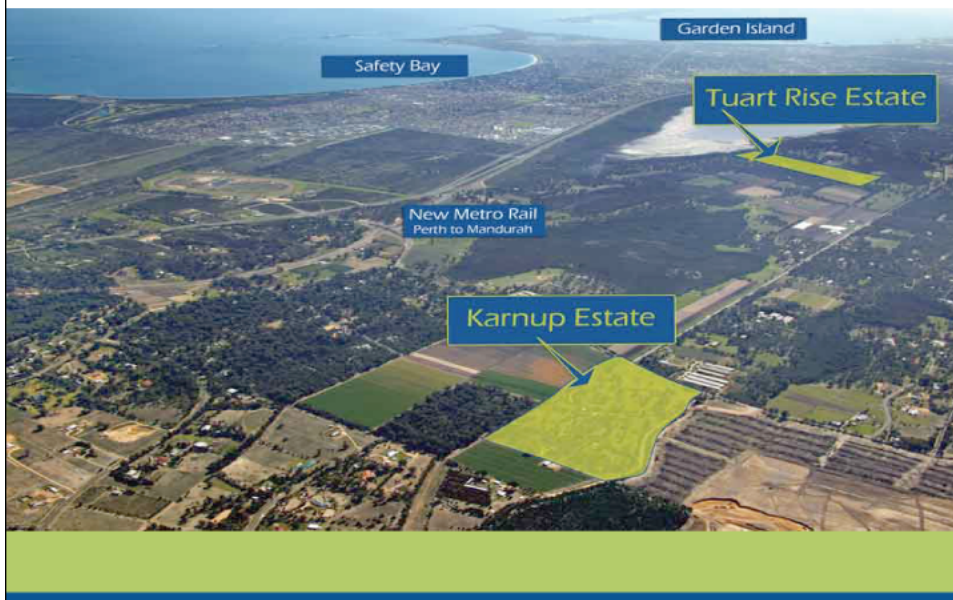 Garden Island
Safety Bay
Tuart Rise Estate
New Metro Rail
Perth to Mandurah
Karnup Estate